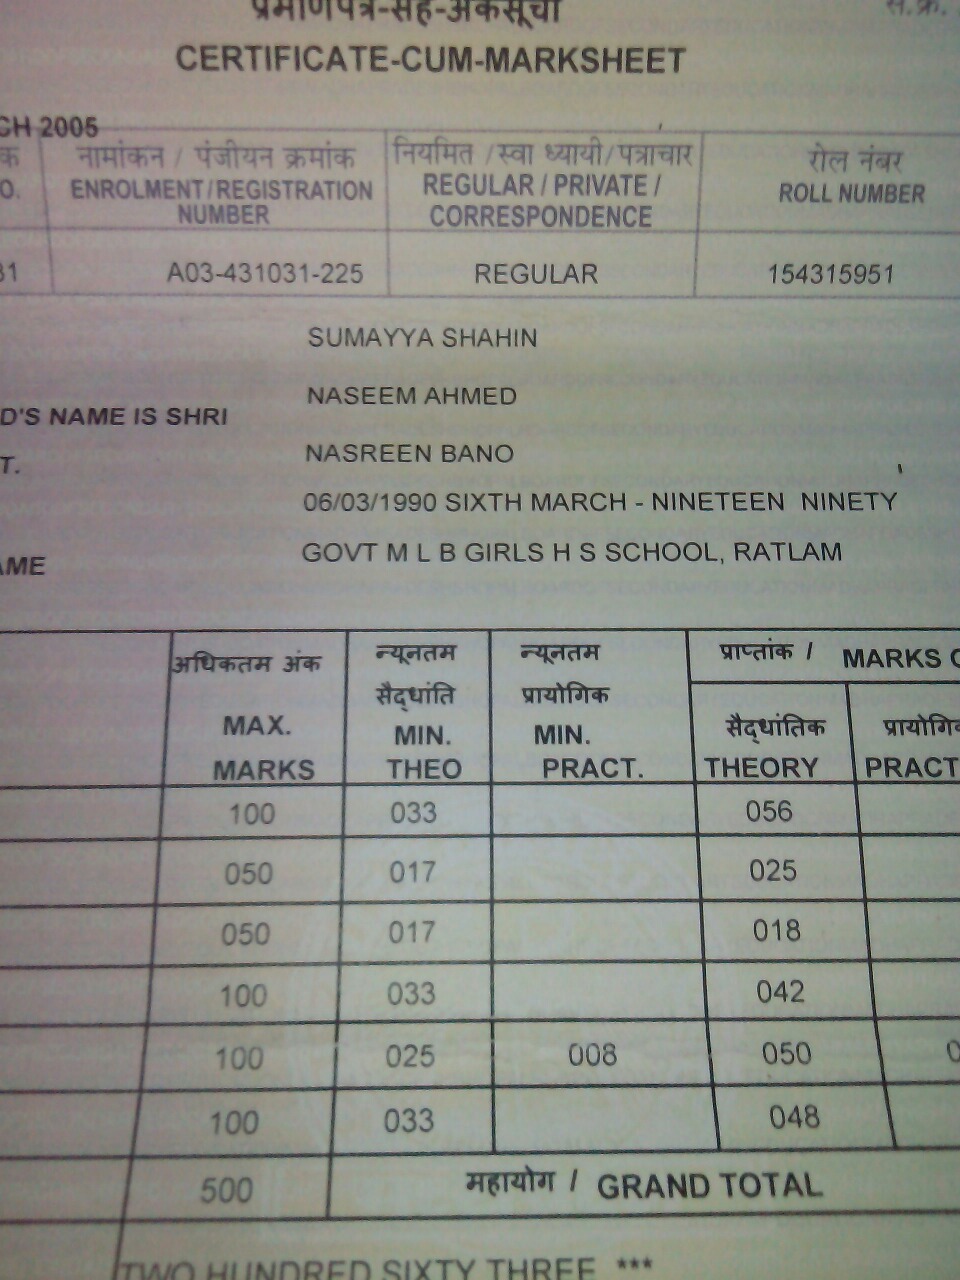 प्रमाणपत्र-सह-अंकसूची
स.क्र.
CERTIFICATE-CUM-MARKSHEET
CH 2005
क नामांकन / पंजीयन क्रमांक नियमित /स्वाध्यायी/पत्राचार रोल नंबर
O. ENROLMENT/REGISTRATION NUMBER REGULAR / PRIVATE / CORRESPONDENCE ROLL NUMBER
31 A03-431031-225 REGULAR 154315951
SUMAYYA SHAHIN
NASEEM AHMED
D'S NAME IS SHRI
NASREEN BANO
T.
06/03/1990 SIXTH MARCH - NINETEEN NINETY
GOVT M L B GIRLS H S SCHOOL, RATLAM
AME
अधिकतम अंक न्यूनतम न्यूनतम प्राप्तांक / MARKS O
सैद्धांति प्रायोगिक
MAX. MIN. MIN. सैद्धांतिक प्रायोगि
MARKS THEO PRACT. THEORY PRACT
100 033 056
050 017 025
050 017 018
100 033 042
100 025 008 050 0
100 033 048
500 महायोग / GRAND TOTAL
TWO HUNDRED SIXTY THREE ***